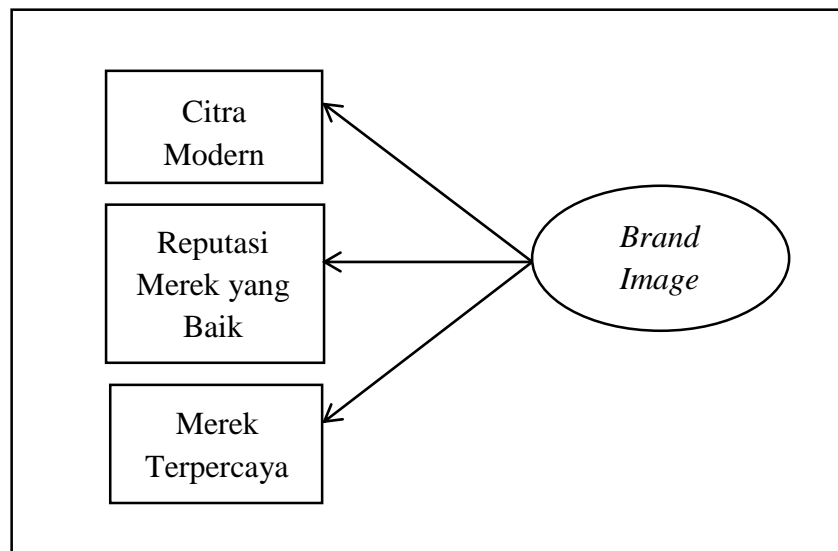 Citra
Modern
Reputasi
Merek yang
Baik
Merek
Terpercaya
Brand
Image